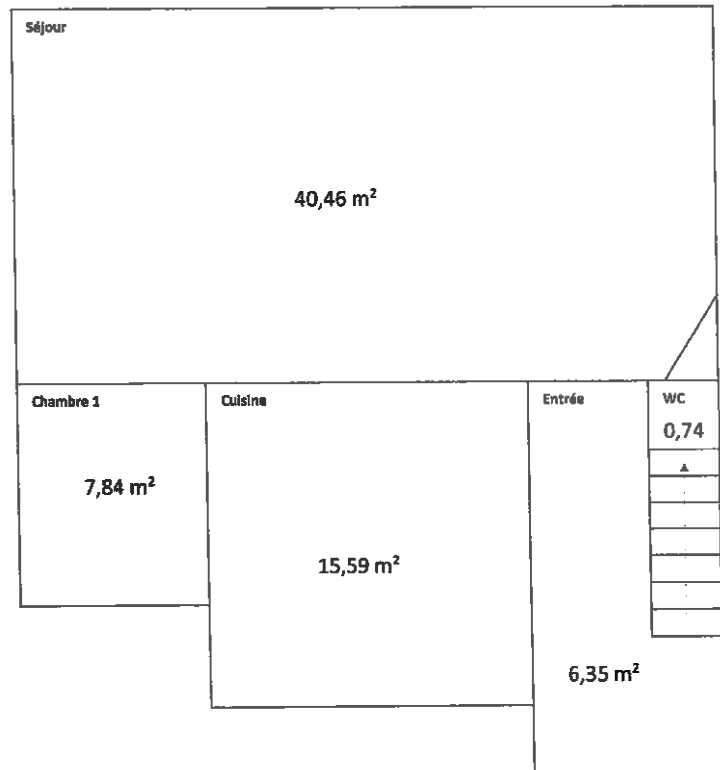 Séjour
40,46 m²
Chambre 1
Cuisine
Entrée
WC
0,74
7,84 m²
15,59 m²
6,35 m²